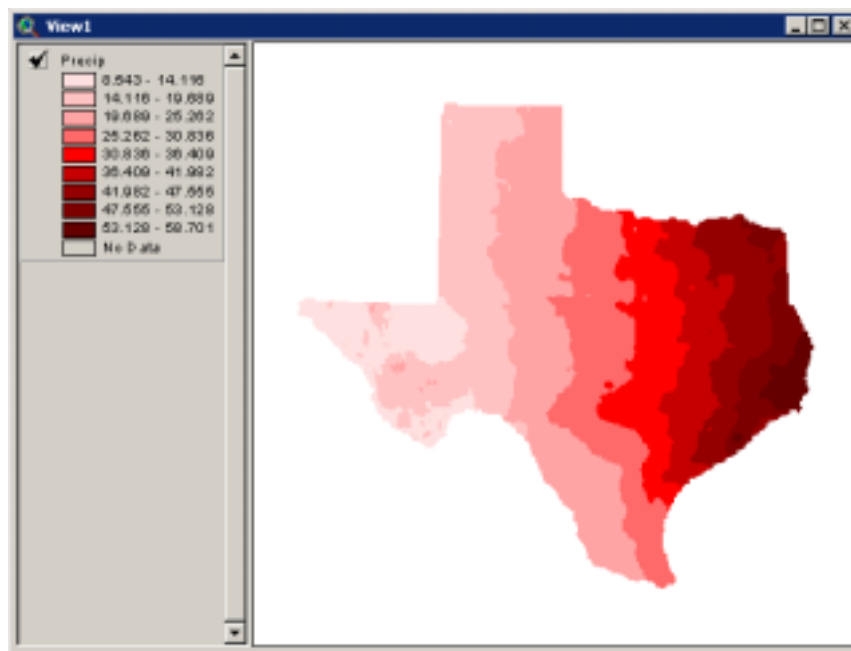 View1
Precip
8.543 - 14.116
14.116 - 19.689
19.689 - 25.262
25.262 - 30.836
30.836 - 36.409
36.409 - 41.982
41.982 - 47.555
47.555 - 53.128
53.128 - 58.701
No Data